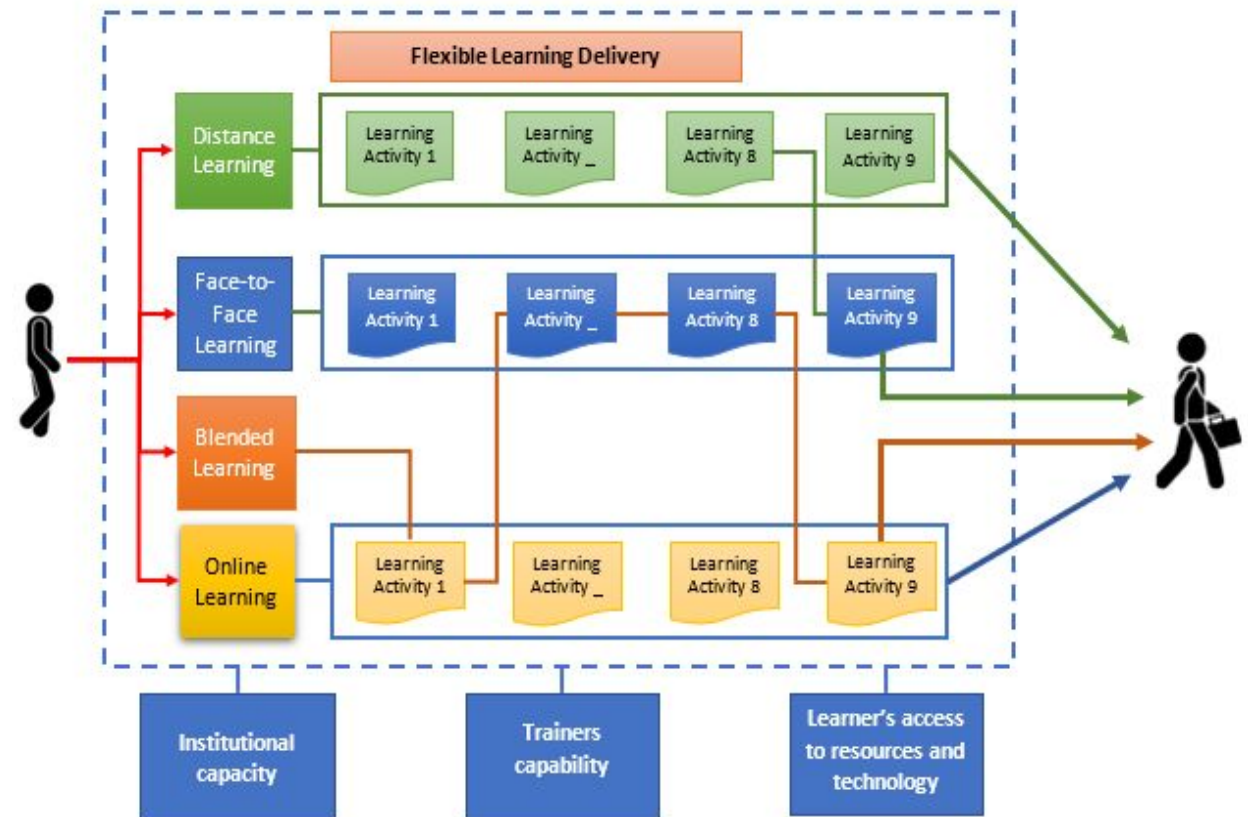 Flexible Learning Delivery
Distance
Learning
Learning
Activity 1
Learning
Activity _
Learning
Activity 8
Learning
Activity 9
Face-to-
Face
Learning
Learning
Activity 1
Learning
Activity _
Learning
Activity 8
Learning
Activity 9
Blended
Learning
Online
Learning
Learning
Activity 1
Learning
Activity _
Learning
Activity 8
Learning
Activity 9
Institutional
capacity
Trainers
capability
Learner's access
to resources and
technology